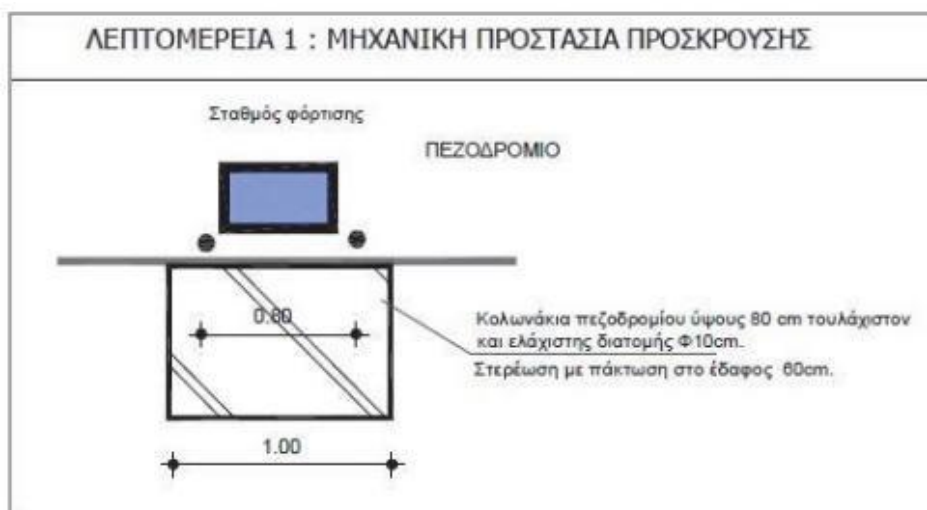 ΛΕΠΤΟΜΕΡΕΙΑ 1 : ΜΗΧΑΝΙΚΗ ΠΡΟΣΤΑΣΙΑ ΠΡΟΣΚΡΟΥΣΗΣ
Σταθμός φόρτισης
ΠΕΖΟΔΡΟΜΙΟ
0.80
Κολωνάκια πεζοδρομίου ύψους 80 cm τουλάχιστον
και ελάχιστης διατομής Φ10cm.
Στερέωση με πάκτωση στο έδαφος 60cm.
1.00